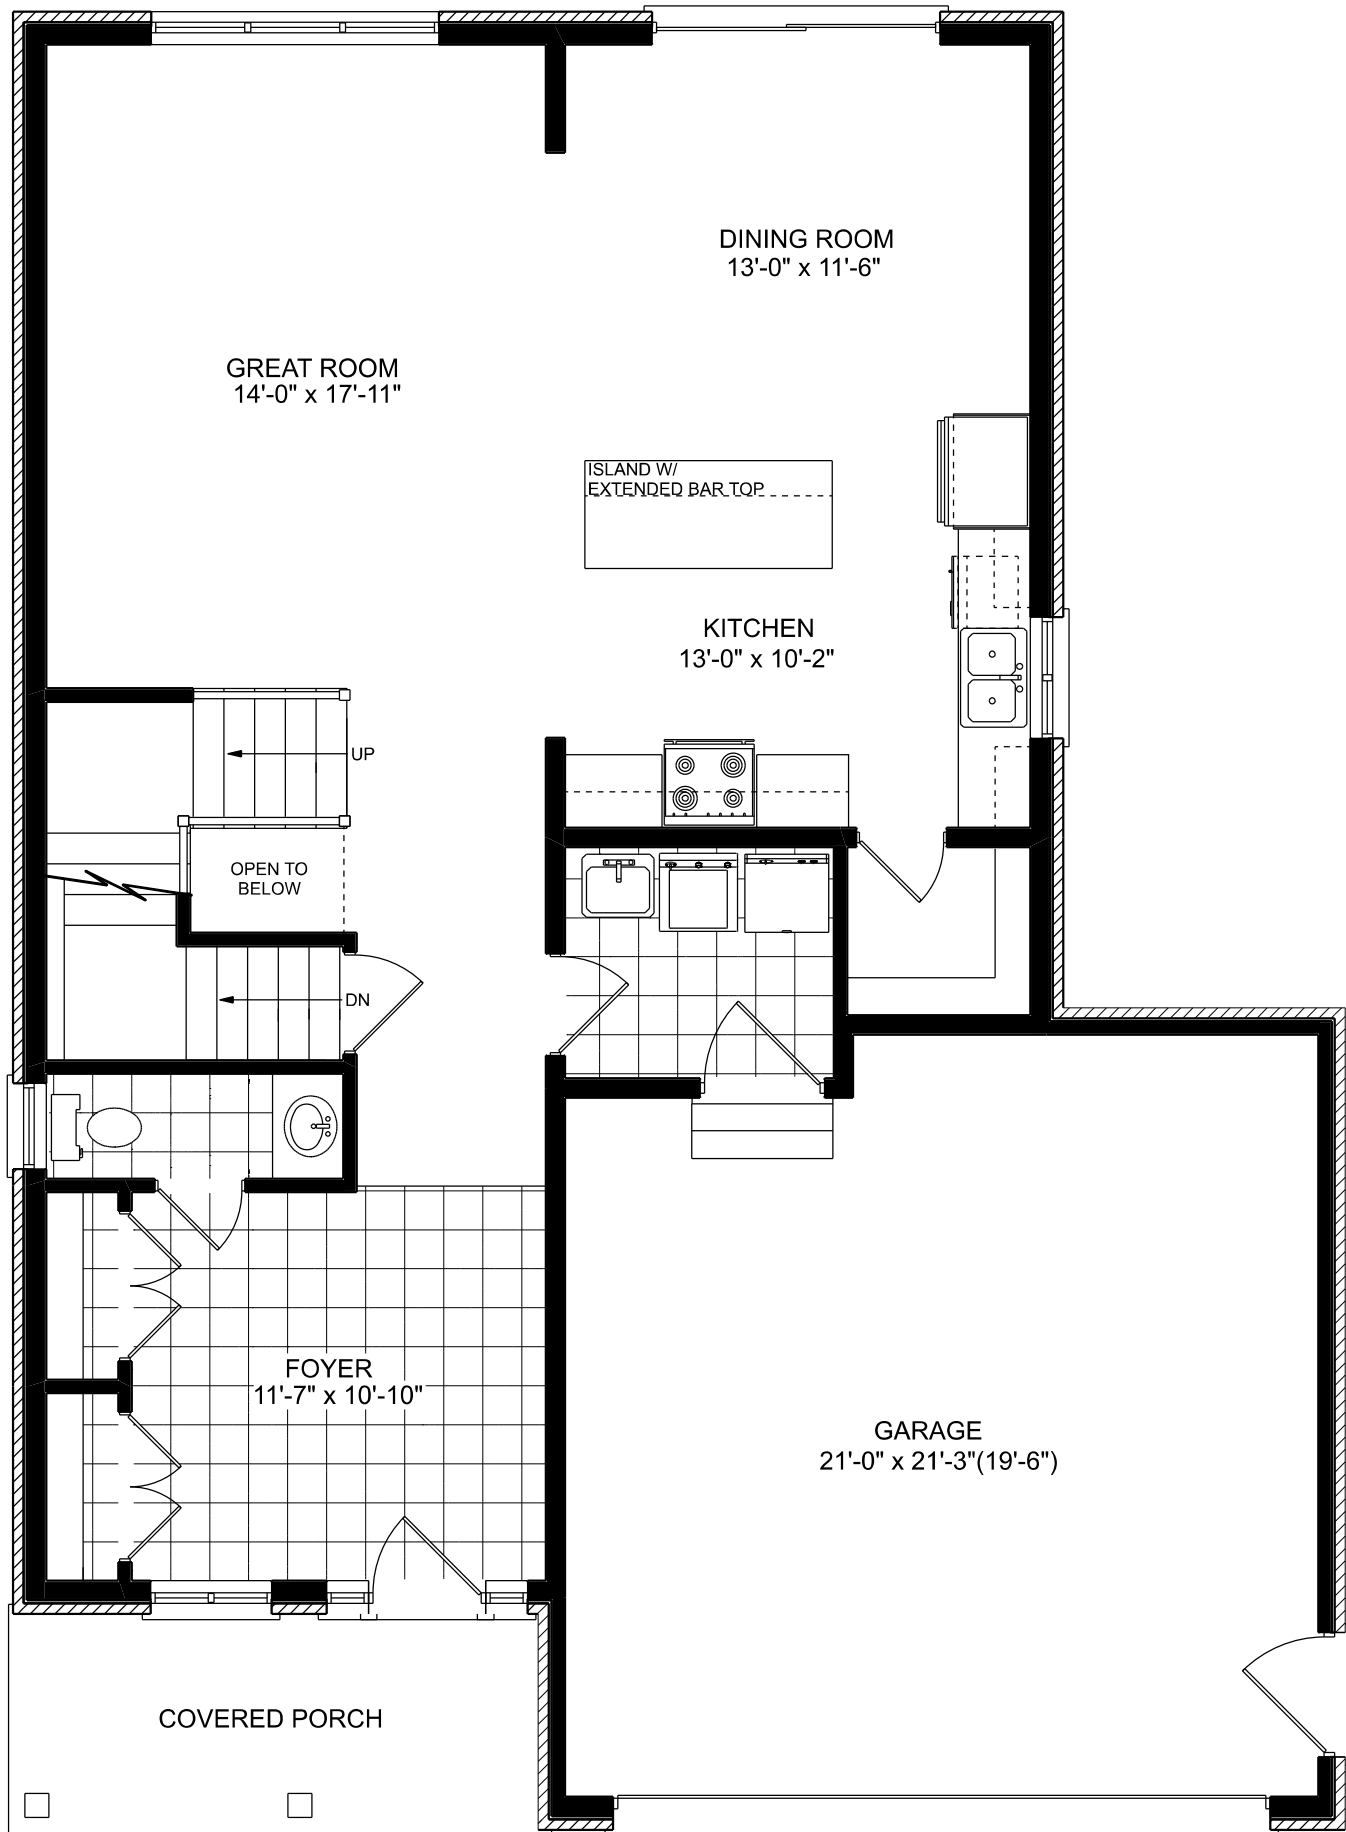 DINING ROOM
13'-0" x 11'-6"
GREAT ROOM
14'-0" x 17'-11"
ISLAND W/
EXTENDED BAR TOP
KITCHEN
13'-0" x 10'-2"
UP
OPEN TO
BELOW
DN
FOYER
11'-7" x 10'-10"
GARAGE
21'-0" x 21'-3"(19'-6")
COVERED PORCH